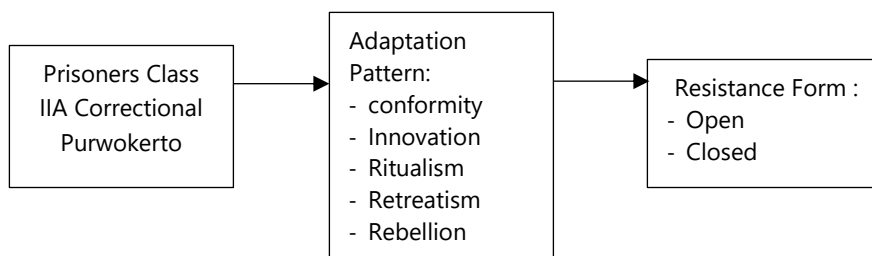 Prisoners Class
IIA Correctional
Purwokerto
Adaptation
Pattern:
- conformity
- Innovation
- Ritualism
- Retreatism
- Rebellion
Resistance Form :
- Open
- Closed